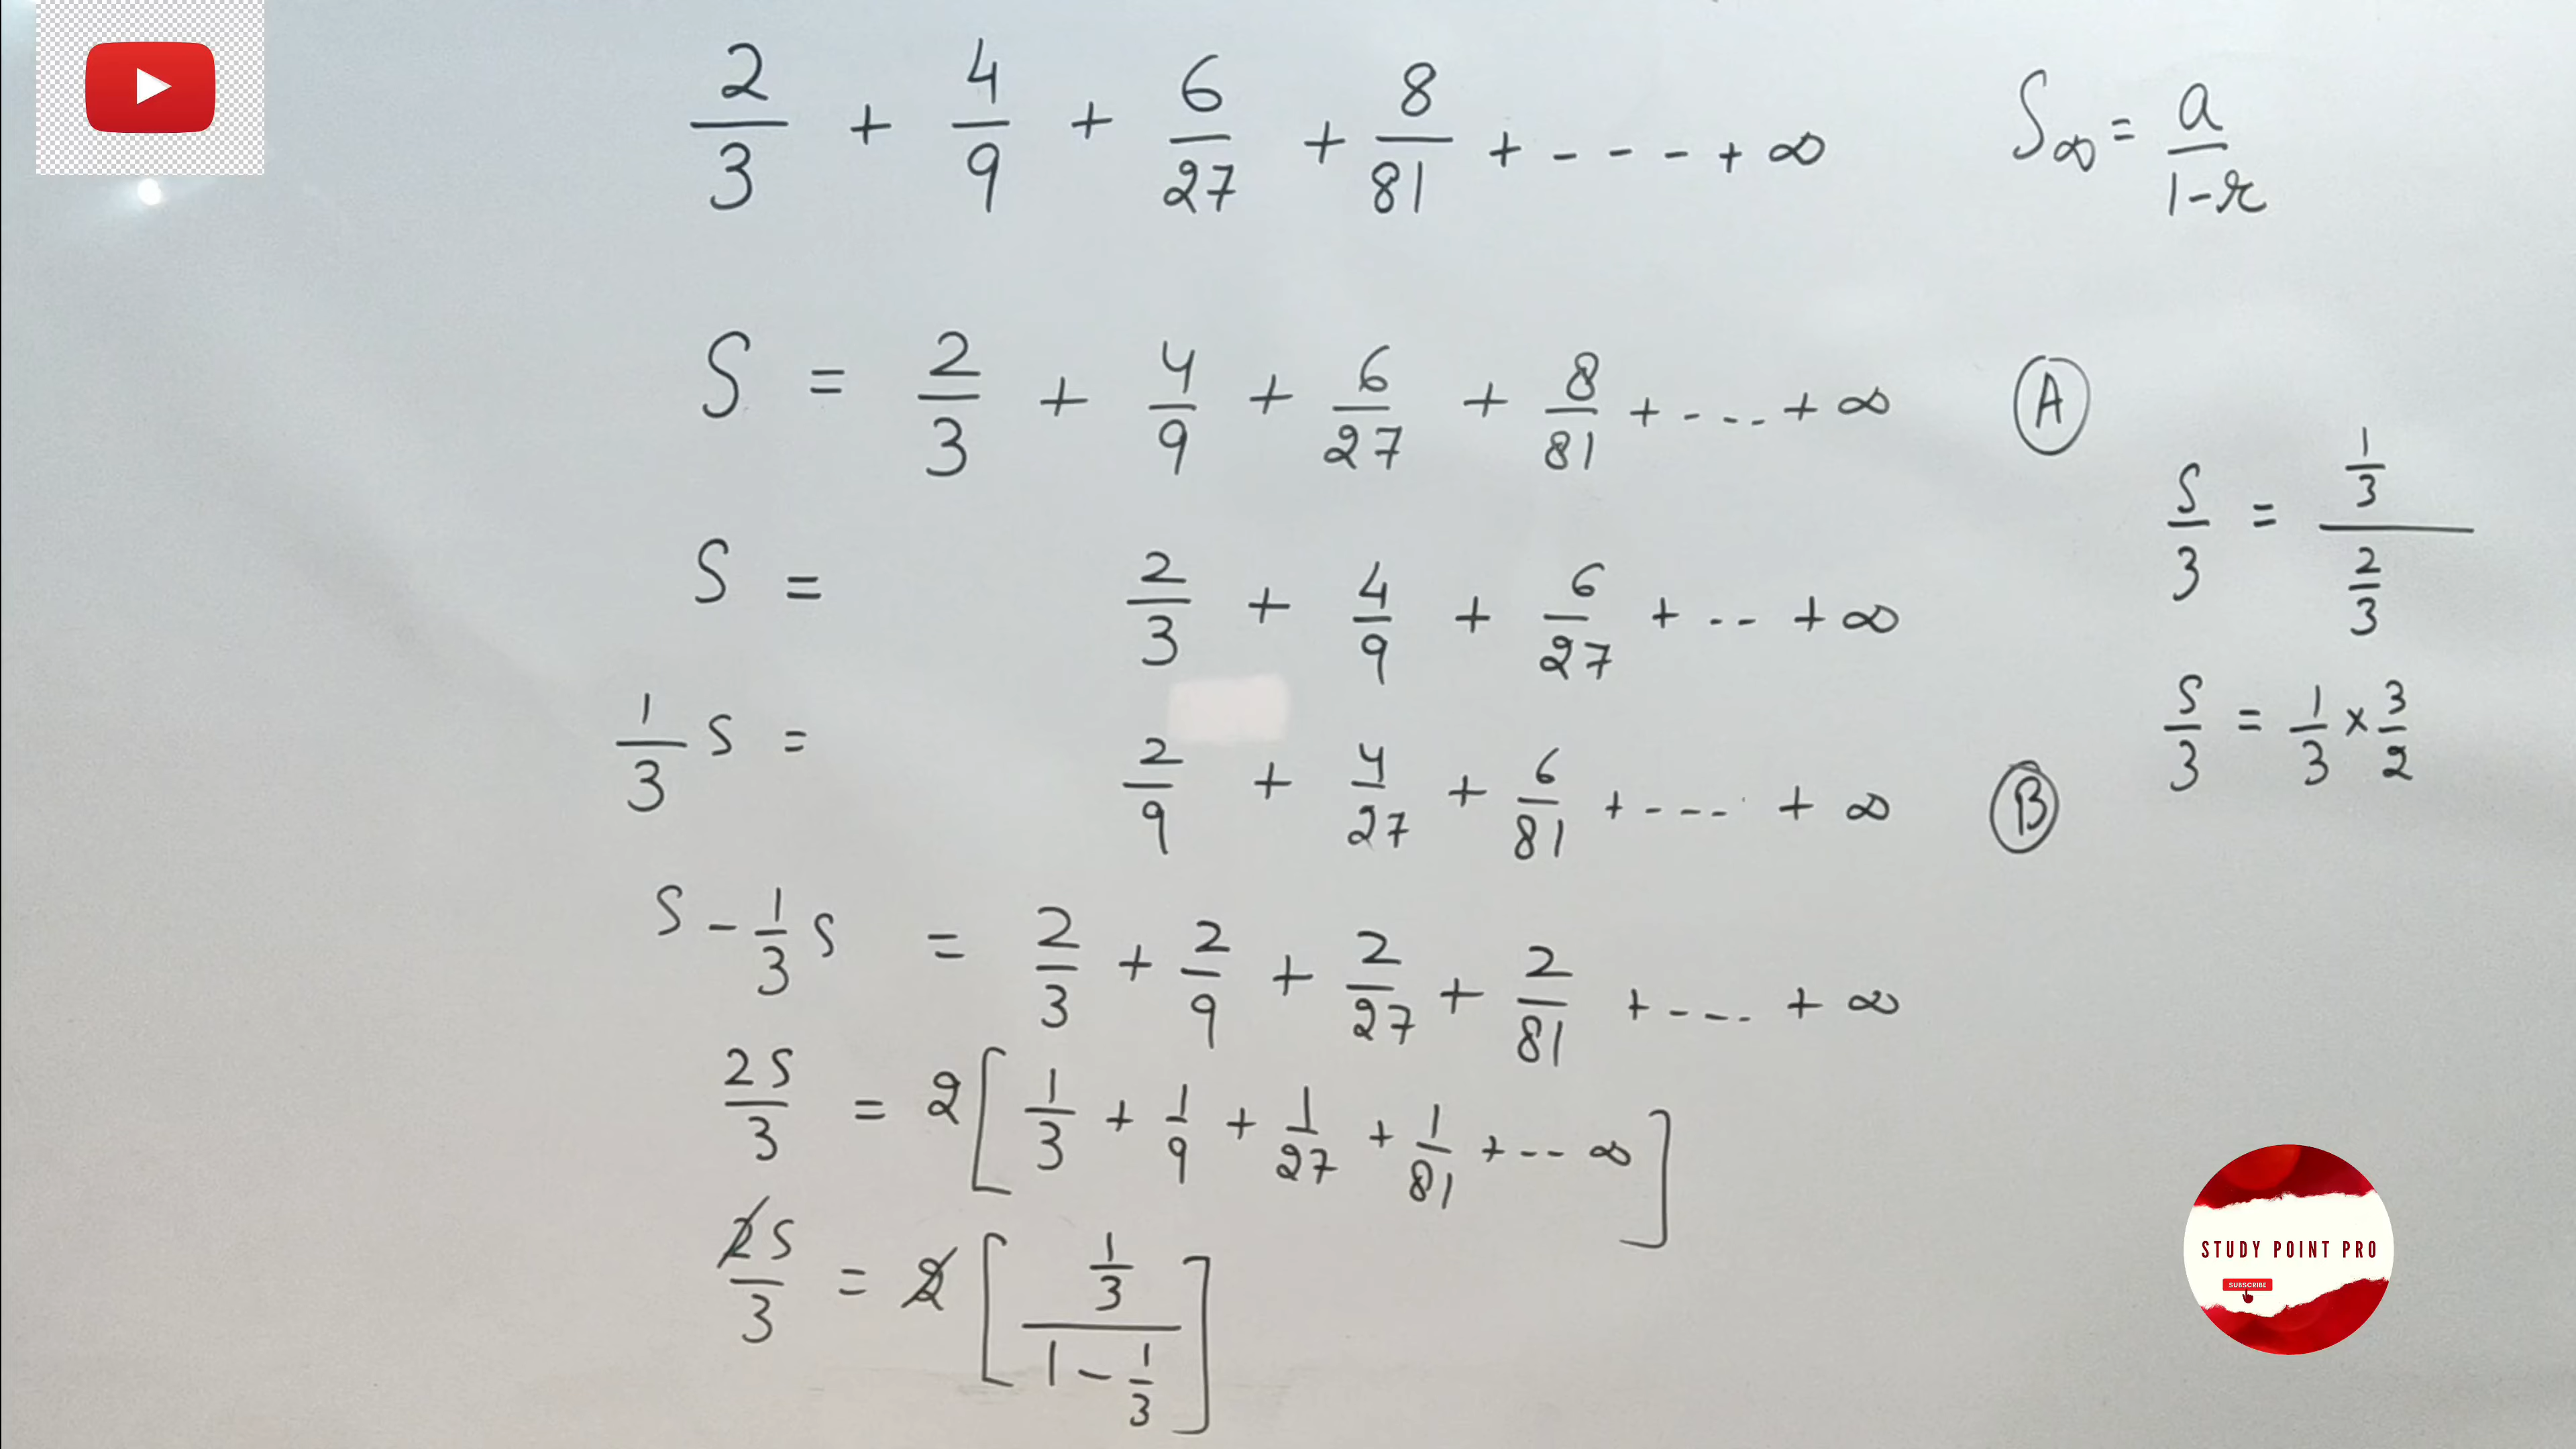 2/3 + 4/9 + 6/27 + 8/81 + - - - + ∞
S∞ = a/(1-r)
S = 2/3 + 4/9 + 6/27 + 8/81 + - - - + ∞ (A)
S = 2/3 + 4/9 + 6/27 + - - + ∞
1/3 S = 2/9 + 4/27 + 6/81 + - - - - + ∞ (B)
S - 1/3 S = 2/3 + 2/9 + 2/27 + 2/81 + - - - - + ∞
2S/3 = 2[1/3 + 1/9 + 1/27 + 1/81 + - - ∞]
2S/3 = 2[(1/3)/(1 - 1/3)]
S/3 = (1/3)/(2/3)
S/3 = 1/3 × 3/2
STUDY POINT PRO
SUBSCRIBE